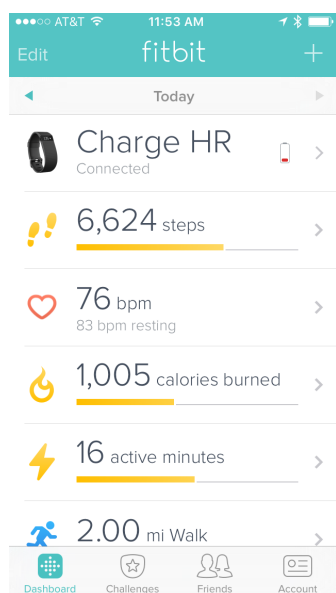 ●●●○○ AT&T 11:53 AM
Edit fitbit +
Today
Charge HR
Connected
6,624 steps
76 bpm
83 bpm resting
1,005 calories burned
16 active minutes
2.00 mi Walk
Dashboard Challenges Friends Account